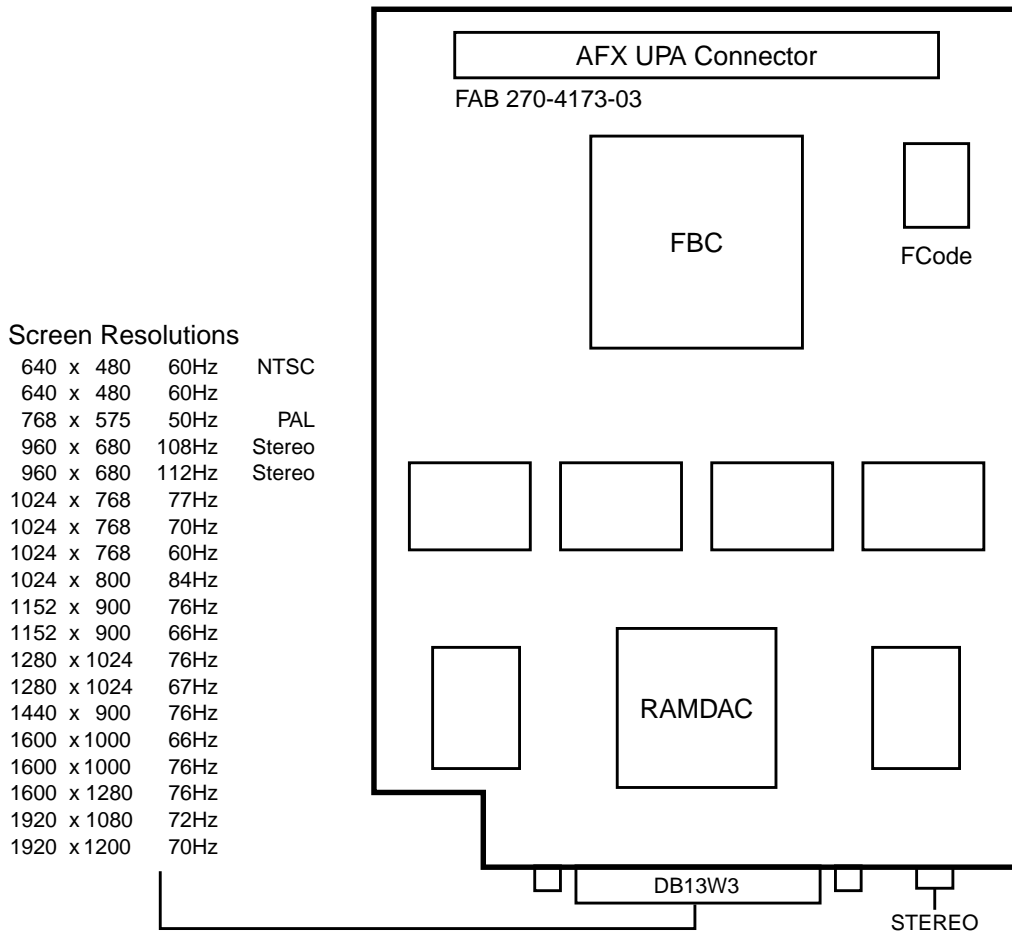 AFX UPA Connector
FAB 270-4173-03
FBC
FCode
Screen Resolutions
640 x 480 60Hz NTSC
640 x 480 60Hz
768 x 575 50Hz PAL
960 x 680 108Hz Stereo
960 x 680 112Hz Stereo
1024 x 768 77Hz
1024 x 768 70Hz
1024 x 768 60Hz
1024 x 800 84Hz
1152 x 900 76Hz
1152 x 900 66Hz
1280 x 1024 76Hz
1280 x 1024 67Hz
1440 x 900 76Hz
1600 x 1000 66Hz
1600 x 1000 76Hz
1600 x 1280 76Hz
1920 x 1080 72Hz
1920 x 1200 70Hz
RAMDAC
DB13W3
STEREO